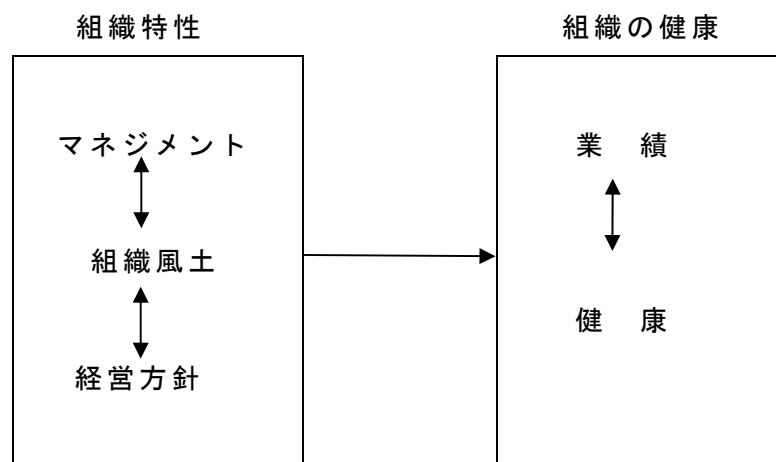 組織特性
マネジメント
組織風土
経営方針
組織の健康
業　績
健　康